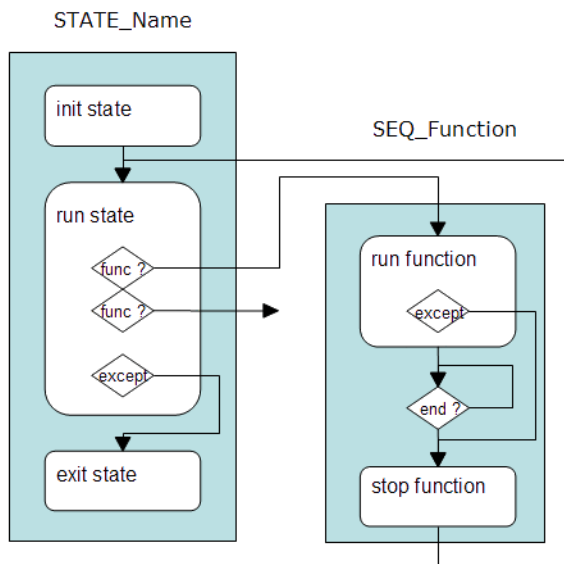 STATE_Name
init state
run state
func ?
func ?
except
exit state
SEQ_Function
run function
except
end ?
stop function